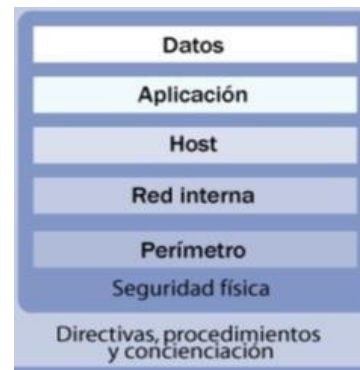 Datos
Aplicación
Host
Red interna
Perímetro
Seguridad física
Directivas, procedimientos
y concienciación